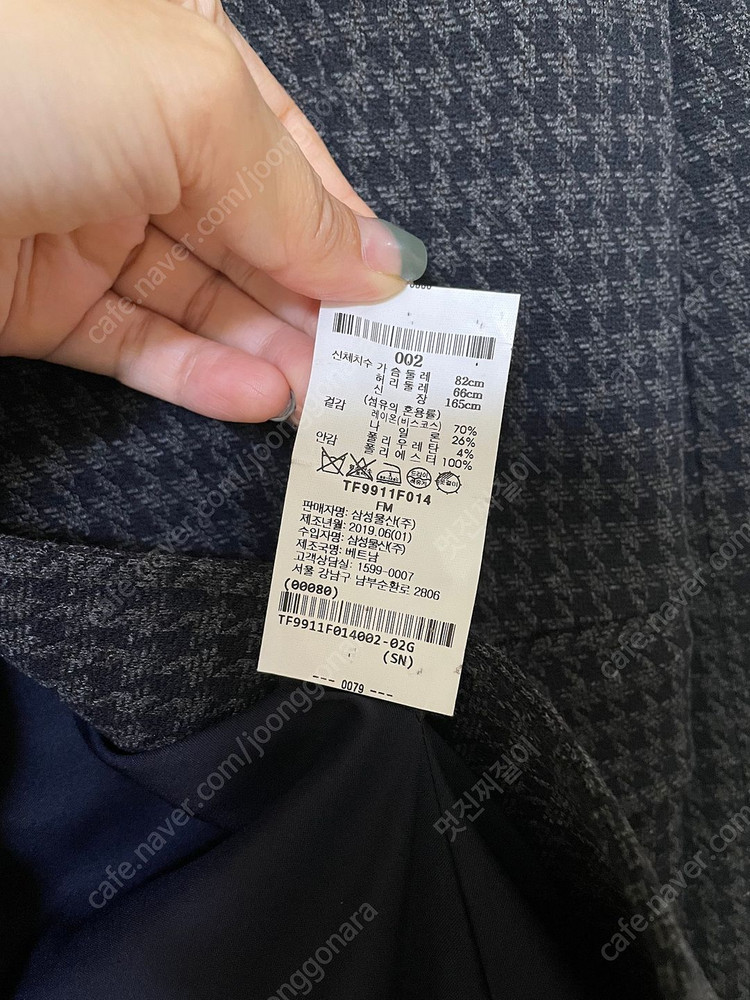 002
신체치수 가슴둘레 82cm
허리둘레 66cm
신장 165cm
(섬유의 혼용률)
겉감 레이온(비스코스) 70%
나일론 26%
폴리우레탄 4%
안감 폴리에스터 100%
드라이
TF9911F014
FM
판매자명: 삼성물산(주)
제조년월: 2019.06(01)
수입자명: 삼성물산(주)
제조국명: 베트남
고객상담실: 1599-0007
서울 강남구 남부순환로 2806
(00080)
TF9911F014002-02G
(SN)
--- 0079 ---
cafe.naver.com/joonggonara
멋진찌질이